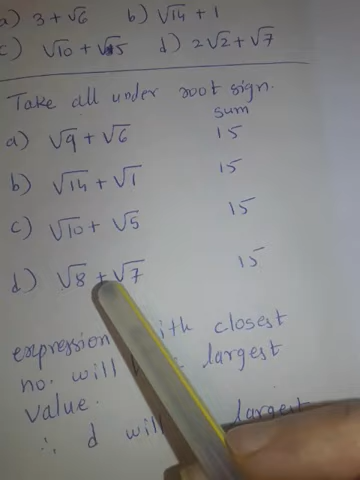 a) 3 + √6 b) √14 + 1
c) √10 + √5 d) 2√2 + √7
Take all under root sign.
sum
a) √9 + √6 15
b) √14 + √1 15
c) √10 + √5 15
d) √8 + √7 15
expression with closest
no. will largest
value.
∴ d will largest